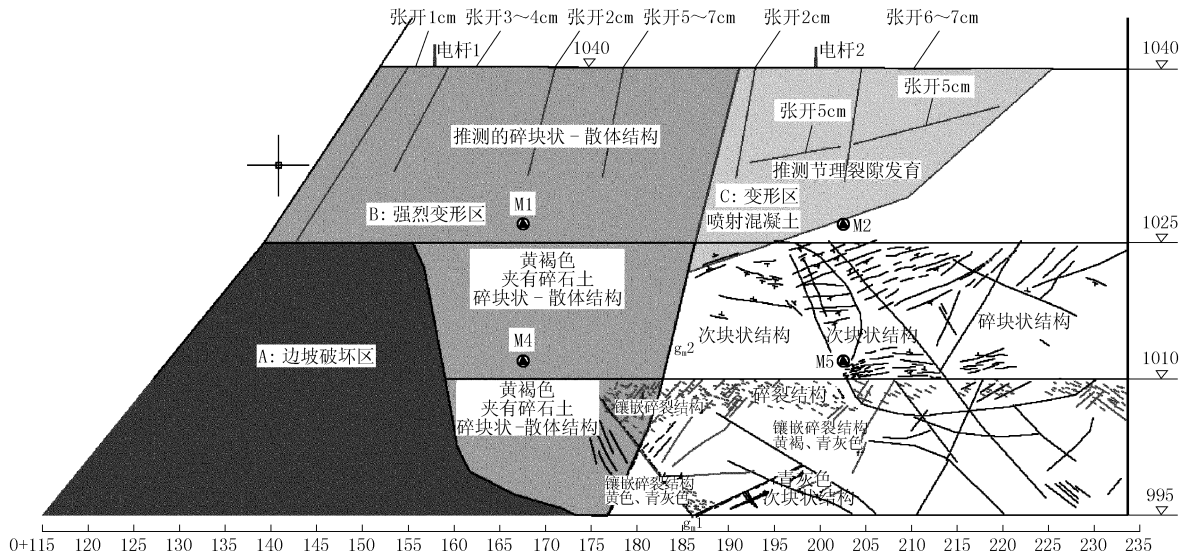 张开1cm 张开3～4cm 张开2cm 张开5～7cm 张开2cm 张开6～7cm
电杆1 1040 电杆2 1040
张开5cm
张开5cm
推测的碎块状-散体结构
推测节理裂隙发育
C: 变形区
M1
B: 强烈变形区
喷射混凝土
M2
1025
黄褐色
夹有碎石土
碎块状-散体结构
碎块状结构
次块状结构 次块状结构
M4
gm2
A: 边坡破坏区
M5
1010
黄褐色
夹有碎石土
碎块状-散体结构
碎裂结构
镶嵌碎裂结构
镶嵌碎裂结构
黄褐、青灰色
青灰色
次块状结构
镶嵌碎裂结构
黄色、青灰色
995
gm1
0+115 120 125 130 135 140 145 150 155 160 165 170 175 180 185 190 195 200 205 210 215 220 225 230 235